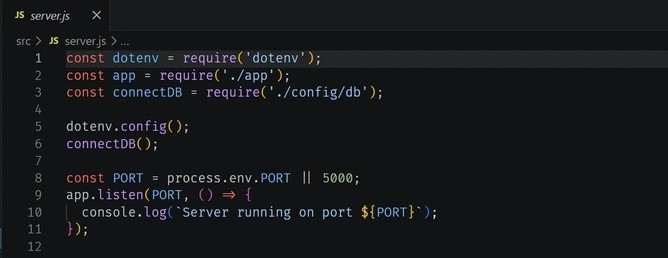 JS server.js ×
src > JS server.js > ...
1 const dotenv = require('dotenv');
2 const app = require('./app');
3 const connectDB = require('./config/db');
4
5 dotenv.config();
6 connectDB();
7
8 const PORT = process.env.PORT || 5000;
9 app.listen(PORT, () => {
10   console.log(`Server running on port ${PORT}`);
11 });
12